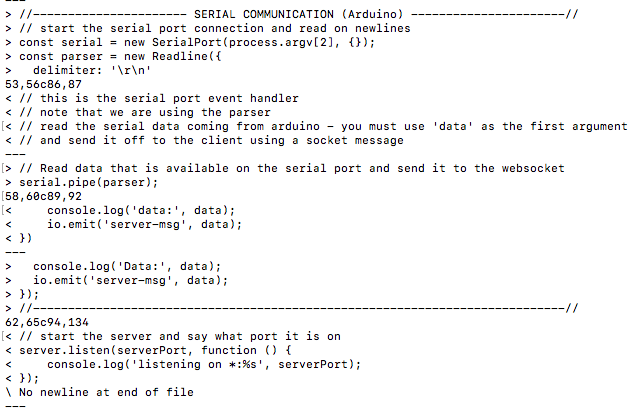 ---
> //---------------------- SERIAL COMMUNICATION (Arduino) ----------------------//
> // start the serial port connection and read on newlines
> const serial = new SerialPort(process.argv[2], {});
> const parser = new Readline({
>   delimiter: '\r\n'
53,56c86,87
< // this is the serial port event handler
< // note that we are using the parser
[< // read the serial data coming from arduino - you must use 'data' as the first argument
< // and send it off to the client using a socket message
---
[> // Read data that is available on the serial port and send it to the websocket
> serial.pipe(parser);
[58,60c89,92
[<     console.log('data:', data);
<     io.emit('server-msg', data);
< })
---
>   console.log('Data:', data);
>   io.emit('server-msg', data);
> });
> //----------------------------------------------------------------------------//
62,65c94,134
[< // start the server and say what port it is on
< server.listen(serverPort, function () {
<     console.log('listening on *:%s', serverPort);
< });
\ No newline at end of file
---